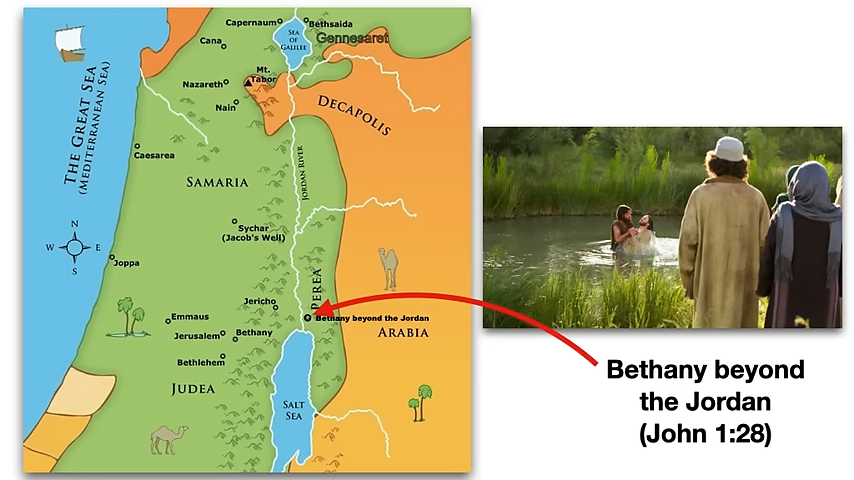 Capernaum
Bethsaida
SEA
OF
GALILEE
Gennesaret
Cana
Mt.
Tabor
Nazareth
Nain
DECAPOLIS
THE GREAT SEA
(MEDITERRANEAN SEA)
Caesarea
JORDAN RIVER
SAMARIA
Sychar
(Jacob's Well)
N
W E
S
Joppa
PEREA
Jericho
Emmaus
Bethany beyond the Jordan
Jerusalem
Bethany
ARABIA
Bethlehem
JUDEA
SALT
SEA
Bethany beyond
the Jordan
(John 1:28)